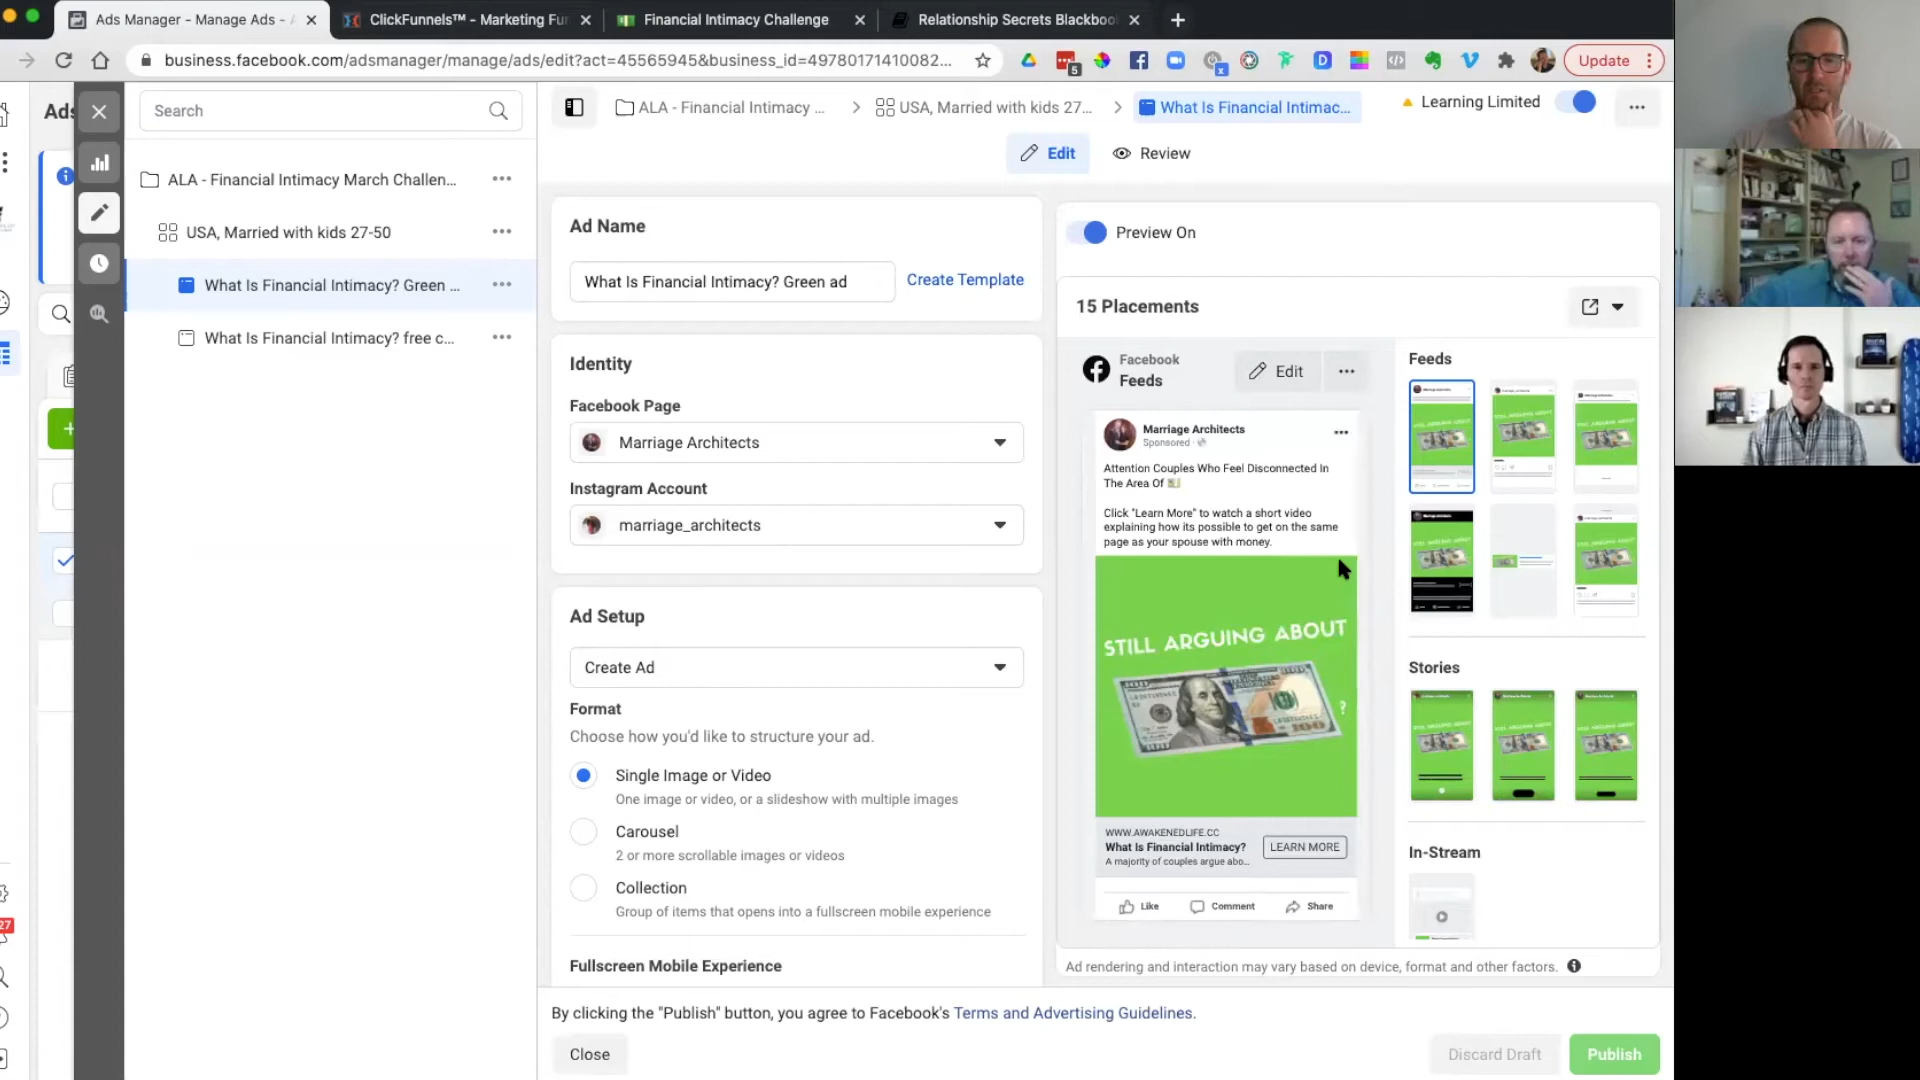 Ads Manager - Manage Ads - A
ClickFunnels™ - Marketing Fun
Financial Intimacy Challenge
Relationship Secrets Blackboo
business.facebook.com/adsmanager/manage/ads/edit?act=45565945&business_id=49780171410082...
5
Update
Ads
Search
ALA - Financial Intimacy ...
USA, Married with kids 27...
What Is Financial Intimac...
Learning Limited
Edit
Review
ALA - Financial Intimacy March Challen...
USA, Married with kids 27-50
What Is Financial Intimacy? Green ...
What Is Financial Intimacy? free c...
27
Ad Name
What Is Financial Intimacy? Green ad
Create Template
Identity
Facebook Page
Marriage Architects
Instagram Account
marriage_architects
Ad Setup
Create Ad
Format
Choose how you'd like to structure your ad.
Single Image or Video
One image or video, or a slideshow with multiple images
Carousel
2 or more scrollable images or videos
Collection
Group of items that opens into a fullscreen mobile experience
Fullscreen Mobile Experience
Preview On
15 Placements
Facebook
Feeds
Edit
Marriage Architects
Sponsored
Attention Couples Who Feel Disconnected In
The Area Of
Click "Learn More" to watch a short video
explaining how its possible to get on the same
page as your spouse with money.
STILL ARGUING ABOUT
100
?
WWW.AWAKENEDLIFE.CC
What Is Financial Intimacy?
A majority of couples argue abo...
LEARN MORE
Like
Comment
Share
Feeds
Stories
In-Stream
Ad rendering and interaction may vary based on device, format and other factors.
By clicking the "Publish" button, you agree to Facebook's Terms and Advertising Guidelines.
Close
Discard Draft
Publish